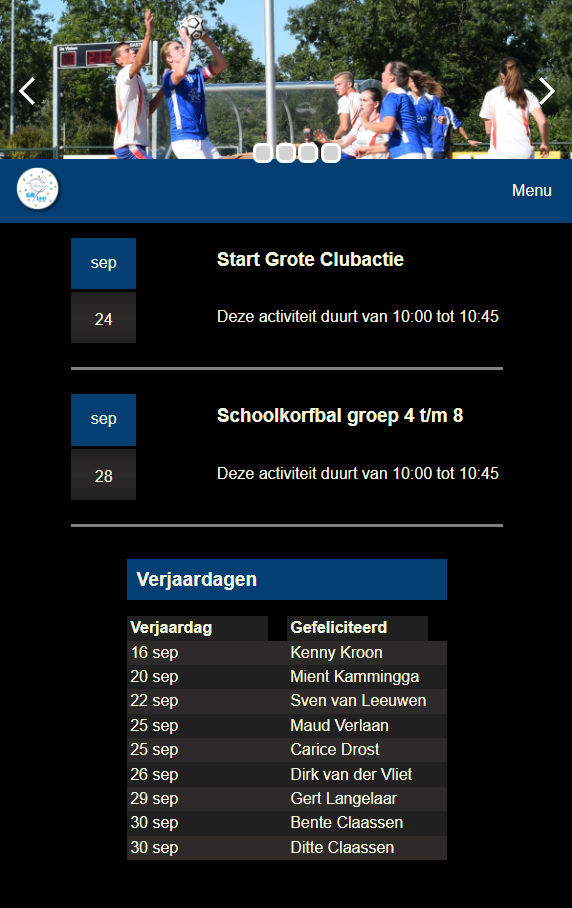 Menu
sep
Start Grote Clubactie
24
Deze activiteit duurt van 10:00 tot 10:45
sep
Schoolkorfbal groep 4 t/m 8
28
Deze activiteit duurt van 10:00 tot 10:45
Verjaardagen
Verjaardag Gefeliciteerd
16 sep Kenny Kroon
20 sep Mient Kammingga
22 sep Sven van Leeuwen
25 sep Maud Verlaan
25 sep Carice Drost
26 sep Dirk van der Vliet
29 sep Gert Langelaar
30 sep Bente Claassen
30 sep Ditte Claassen